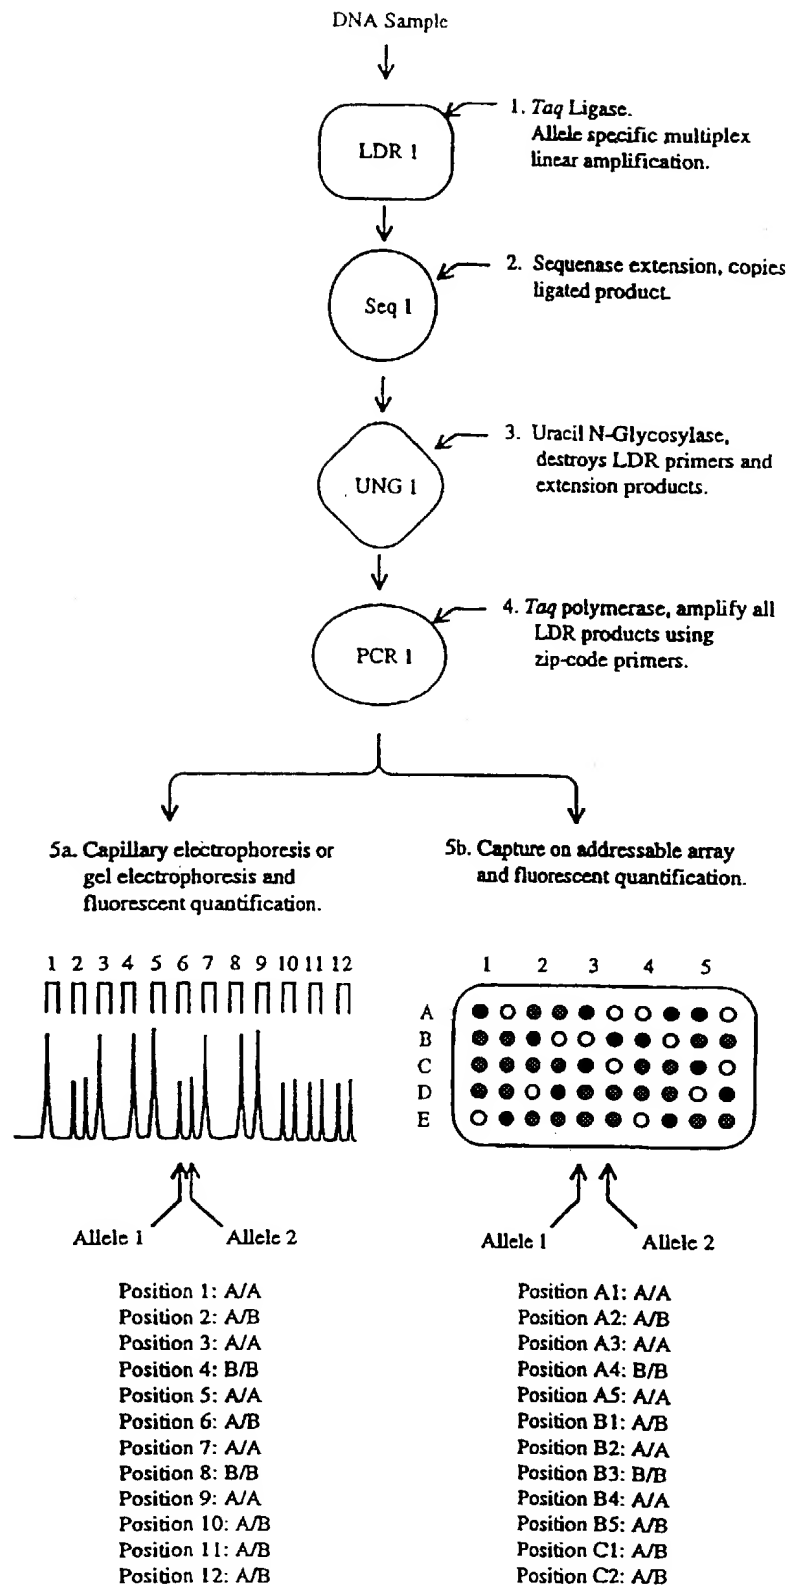 DNA Sample
LDR 1
1. Taq Ligase.
Allele specific multiplex
linear amplification.
Seq 1
2. Sequenase extension, copies
ligated product.
UNG 1
3. Uracil N-Glycosylase,
destroys LDR primers and
extension products.
PCR 1
4. Taq polymerase, amplify all
LDR products using
zip-code primers.
5a. Capillary electrophoresis or
gel electrophoresis and
fluorescent quantification.
1 2 3 4 5 6 7 8 9 10 11 12
Allele 1 Allele 2
Position 1: A/A
Position 2: A/B
Position 3: A/A
Position 4: B/B
Position 5: A/A
Position 6: A/B
Position 7: A/A
Position 8: B/B
Position 9: A/A
Position 10: A/B
Position 11: A/B
Position 12: A/B
5b. Capture on addressable array
and fluorescent quantification.
1 2 3 4 5
A
B
C
D
E
Allele 1 Allele 2
Position A1: A/A
Position A2: A/B
Position A3: A/A
Position A4: B/B
Position A5: A/A
Position B1: A/B
Position B2: A/A
Position B3: B/B
Position B4: A/A
Position B5: A/B
Position C1: A/B
Position C2: A/B